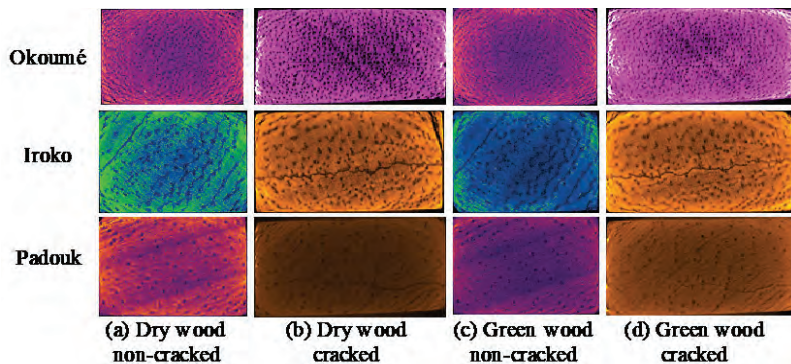 Okoumé
Iroko
Padouk
(a) Dry wood
non-cracked
(b) Dry wood
cracked
(c) Green wood
non-cracked
(d) Green wood
cracked